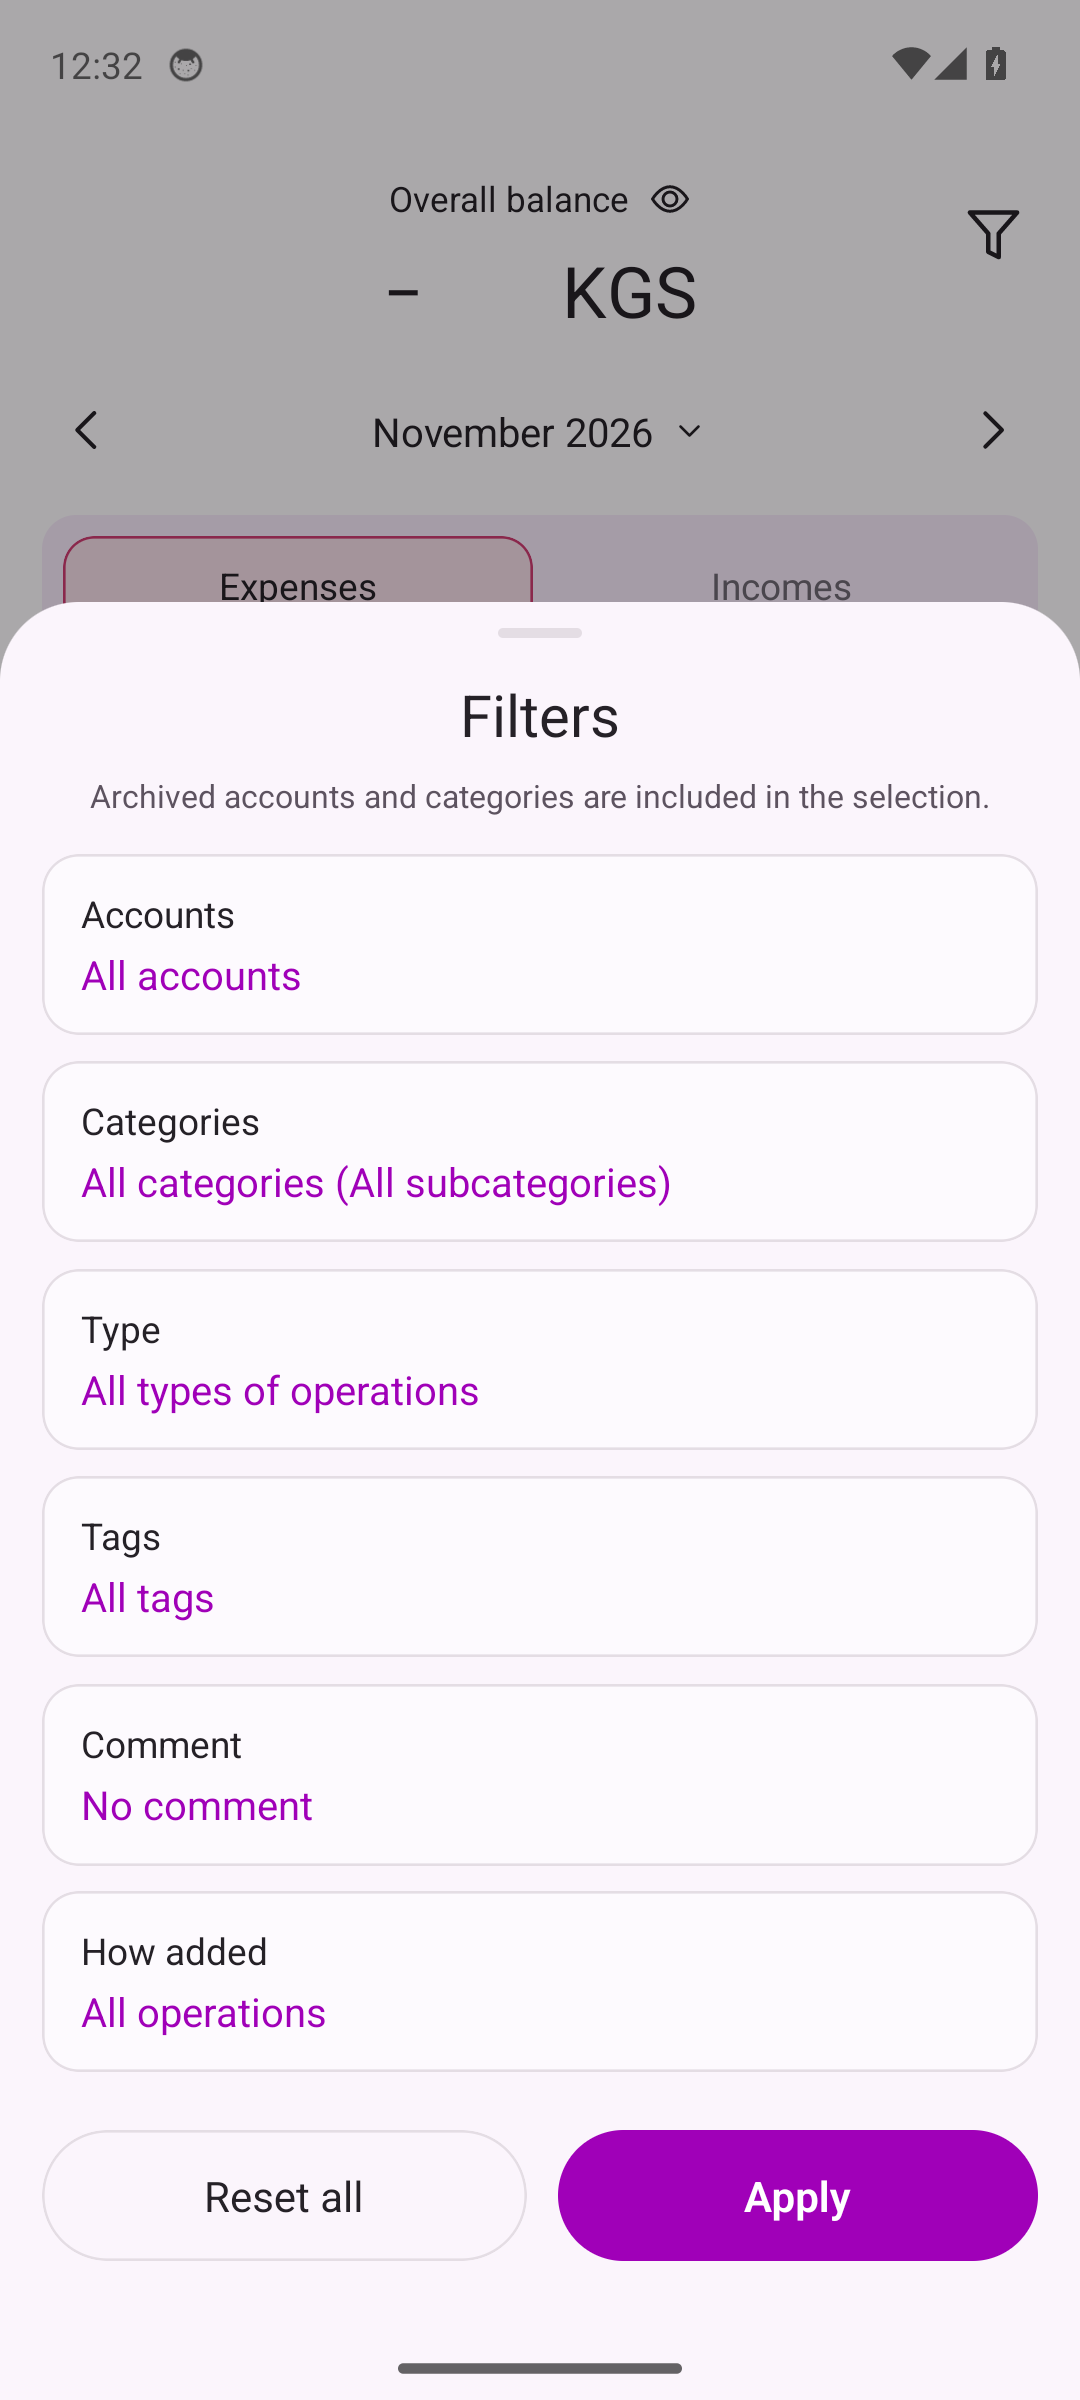 12:32
Overall balance
– KGS
November 2026
Expenses
Incomes
Filters
Archived accounts and categories are included in the selection.
Accounts
All accounts
Categories
All categories (All subcategories)
Type
All types of operations
Tags
All tags
Comment
No comment
How added
All operations
Reset all
Apply